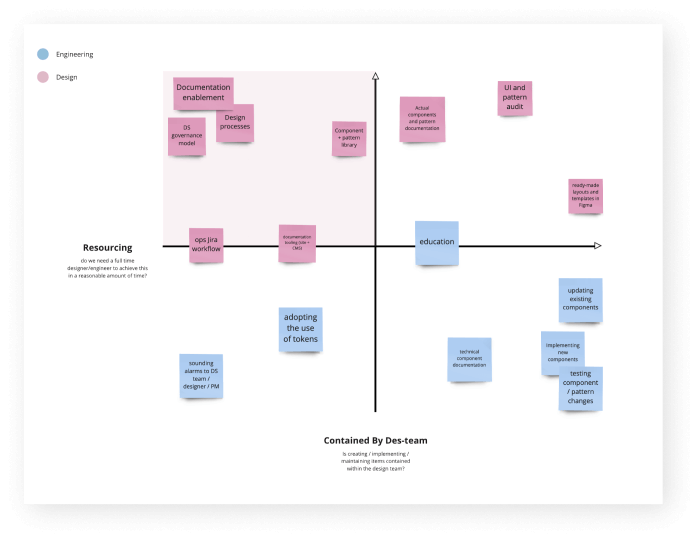 Engineering
Design
Documentation
enablement
Design
processes
DS
governance
model
Component
+ pattern
library
Actual
components
and pattern
documentation
UI and
pattern
audit
ready-made
layouts and
templates in
Figma
ops Jira
workflow
documentation
tooling (site +
CMS)
education
Resourcing
do we need a full time
designer/engineer to achieve this
in a reasonable amount of time?
updating
existing
components
adopting
the use
of tokens
sounding
alarms to DS
team /
designer / PM
technical
component
documentation
implementing
new
components
testing
component
/ pattern
changes
Contained By Des-team
Is creating / implementing /
maintaining items contained
within the design team?